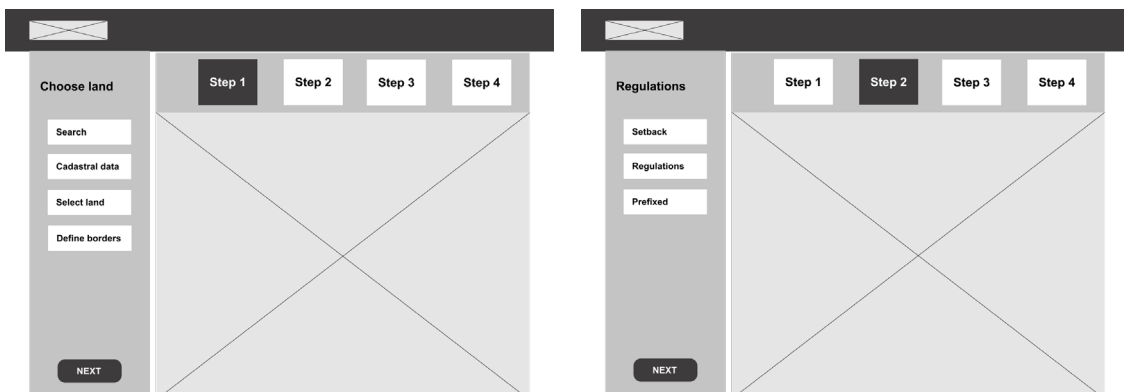 Choose land
Step 1
Step 2
Step 3
Step 4
Search
Cadastral data
Select land
Define borders
NEXT
Regulations
Step 1
Step 2
Step 3
Step 4
Setback
Regulations
Prefixed
NEXT